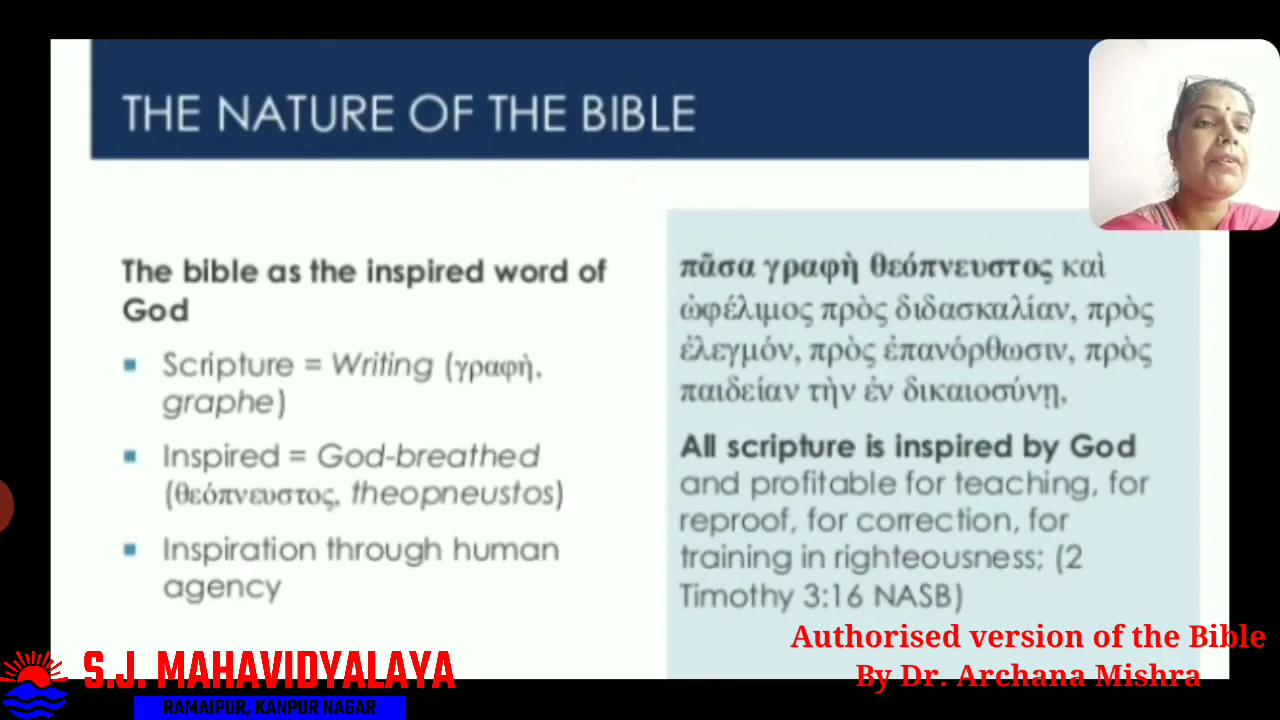 THE NATURE OF THE BIBLE
The bible as the inspired word of
God
Scripture = Writing (γραφὴ,
graphe)
Inspired = God-breathed
(θεόπνευστος, theopneustos)
Inspiration through human
agency
πᾶσα γραφὴ θεόπνευστος καὶ
ὠφέλιμος πρὸς διδασκαλίαν, πρὸς
ἐλεγμόν, πρὸς ἐπανόρθωσιν, πρὸς
παιδείαν τὴν ἐν δικαιοσύνῃ,
All scripture is inspired by God
and profitable for teaching, for
reproof, for correction, for
training in righteousness; (2
Timothy 3:16 NASB)
Authorised version of the Bible
By Dr. Archana Mishra
S.J. MAHAVIDYALAYA
RAMAIPUR, KANPUR NAGAR